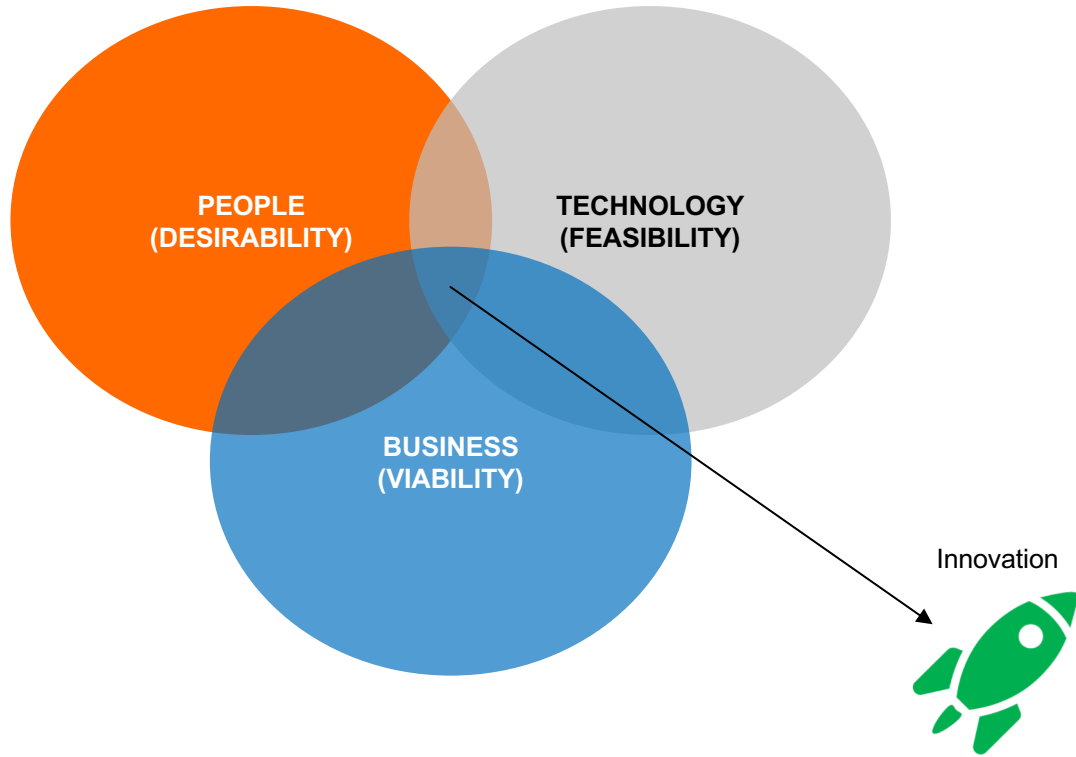 PEOPLE
(DESIRABILITY)
TECHNOLOGY
(FEASIBILITY)
BUSINESS
(VIABILITY)
Innovation